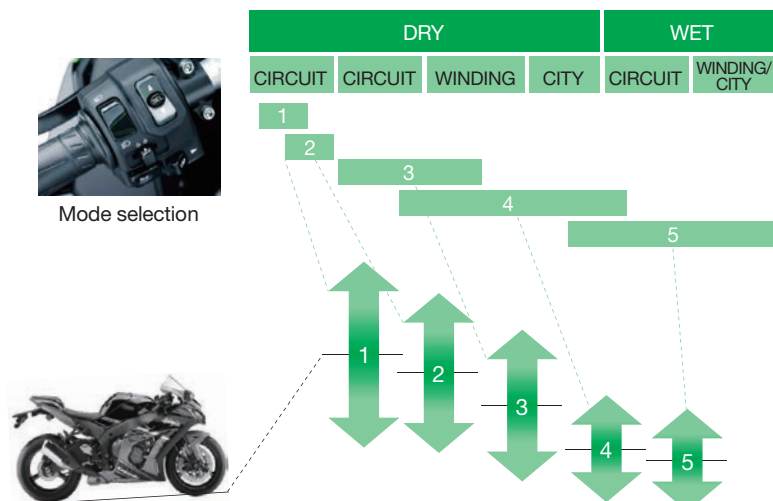 DRY
WET
CIRCUIT
CIRCUIT
WINDING
CITY
CIRCUIT
WINDING/
CITY
1
2
3
4
5
Mode selection
1
2
3
4
5